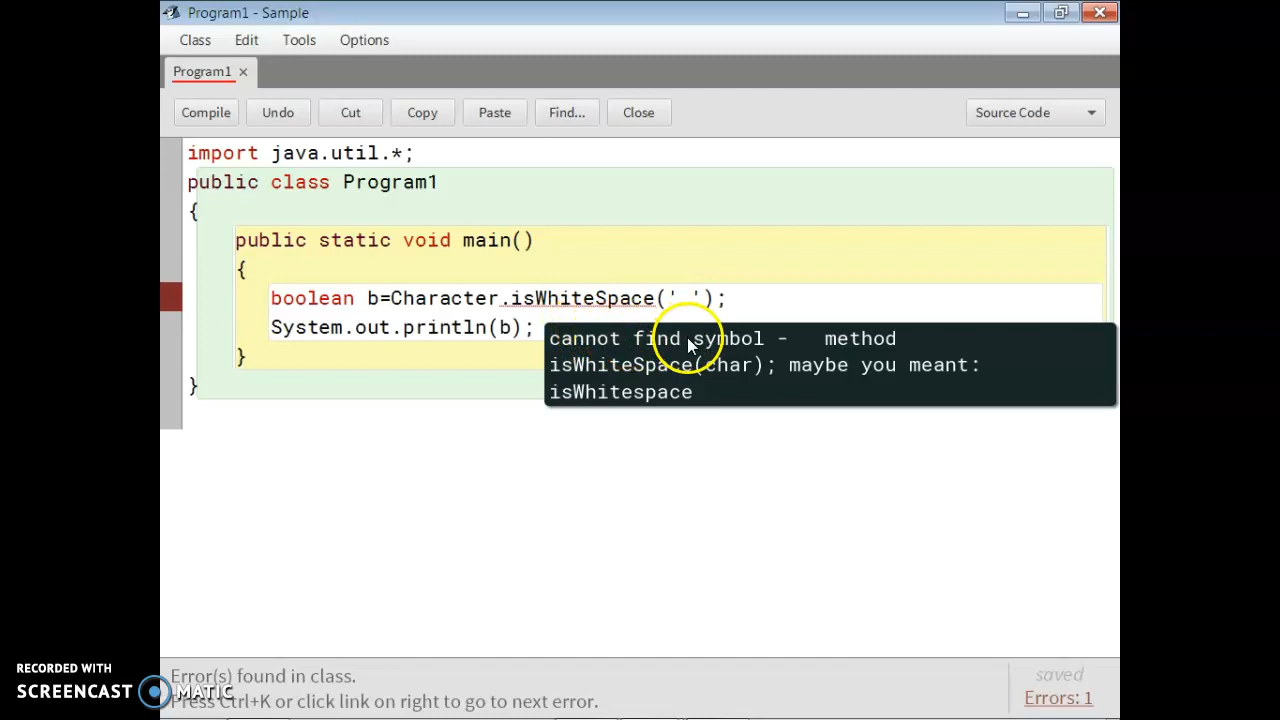 Program1 - Sample
Class Edit Tools Options
Program1 ×
Compile Undo Cut Copy Paste Find... Close Source Code
import java.util.*;
public class Program1
{
public static void main()
{
boolean b=Character.isWhiteSpace(' ');
System.out.println(b);
}
}
cannot find symbol - method
isWhiteSpace(char); maybe you meant:
isWhitespace
Error(s) found in class.
Press Ctrl+K or click link on right to go to next error.
saved
Errors: 1
RECORDED WITH
SCREENCAST MATIC